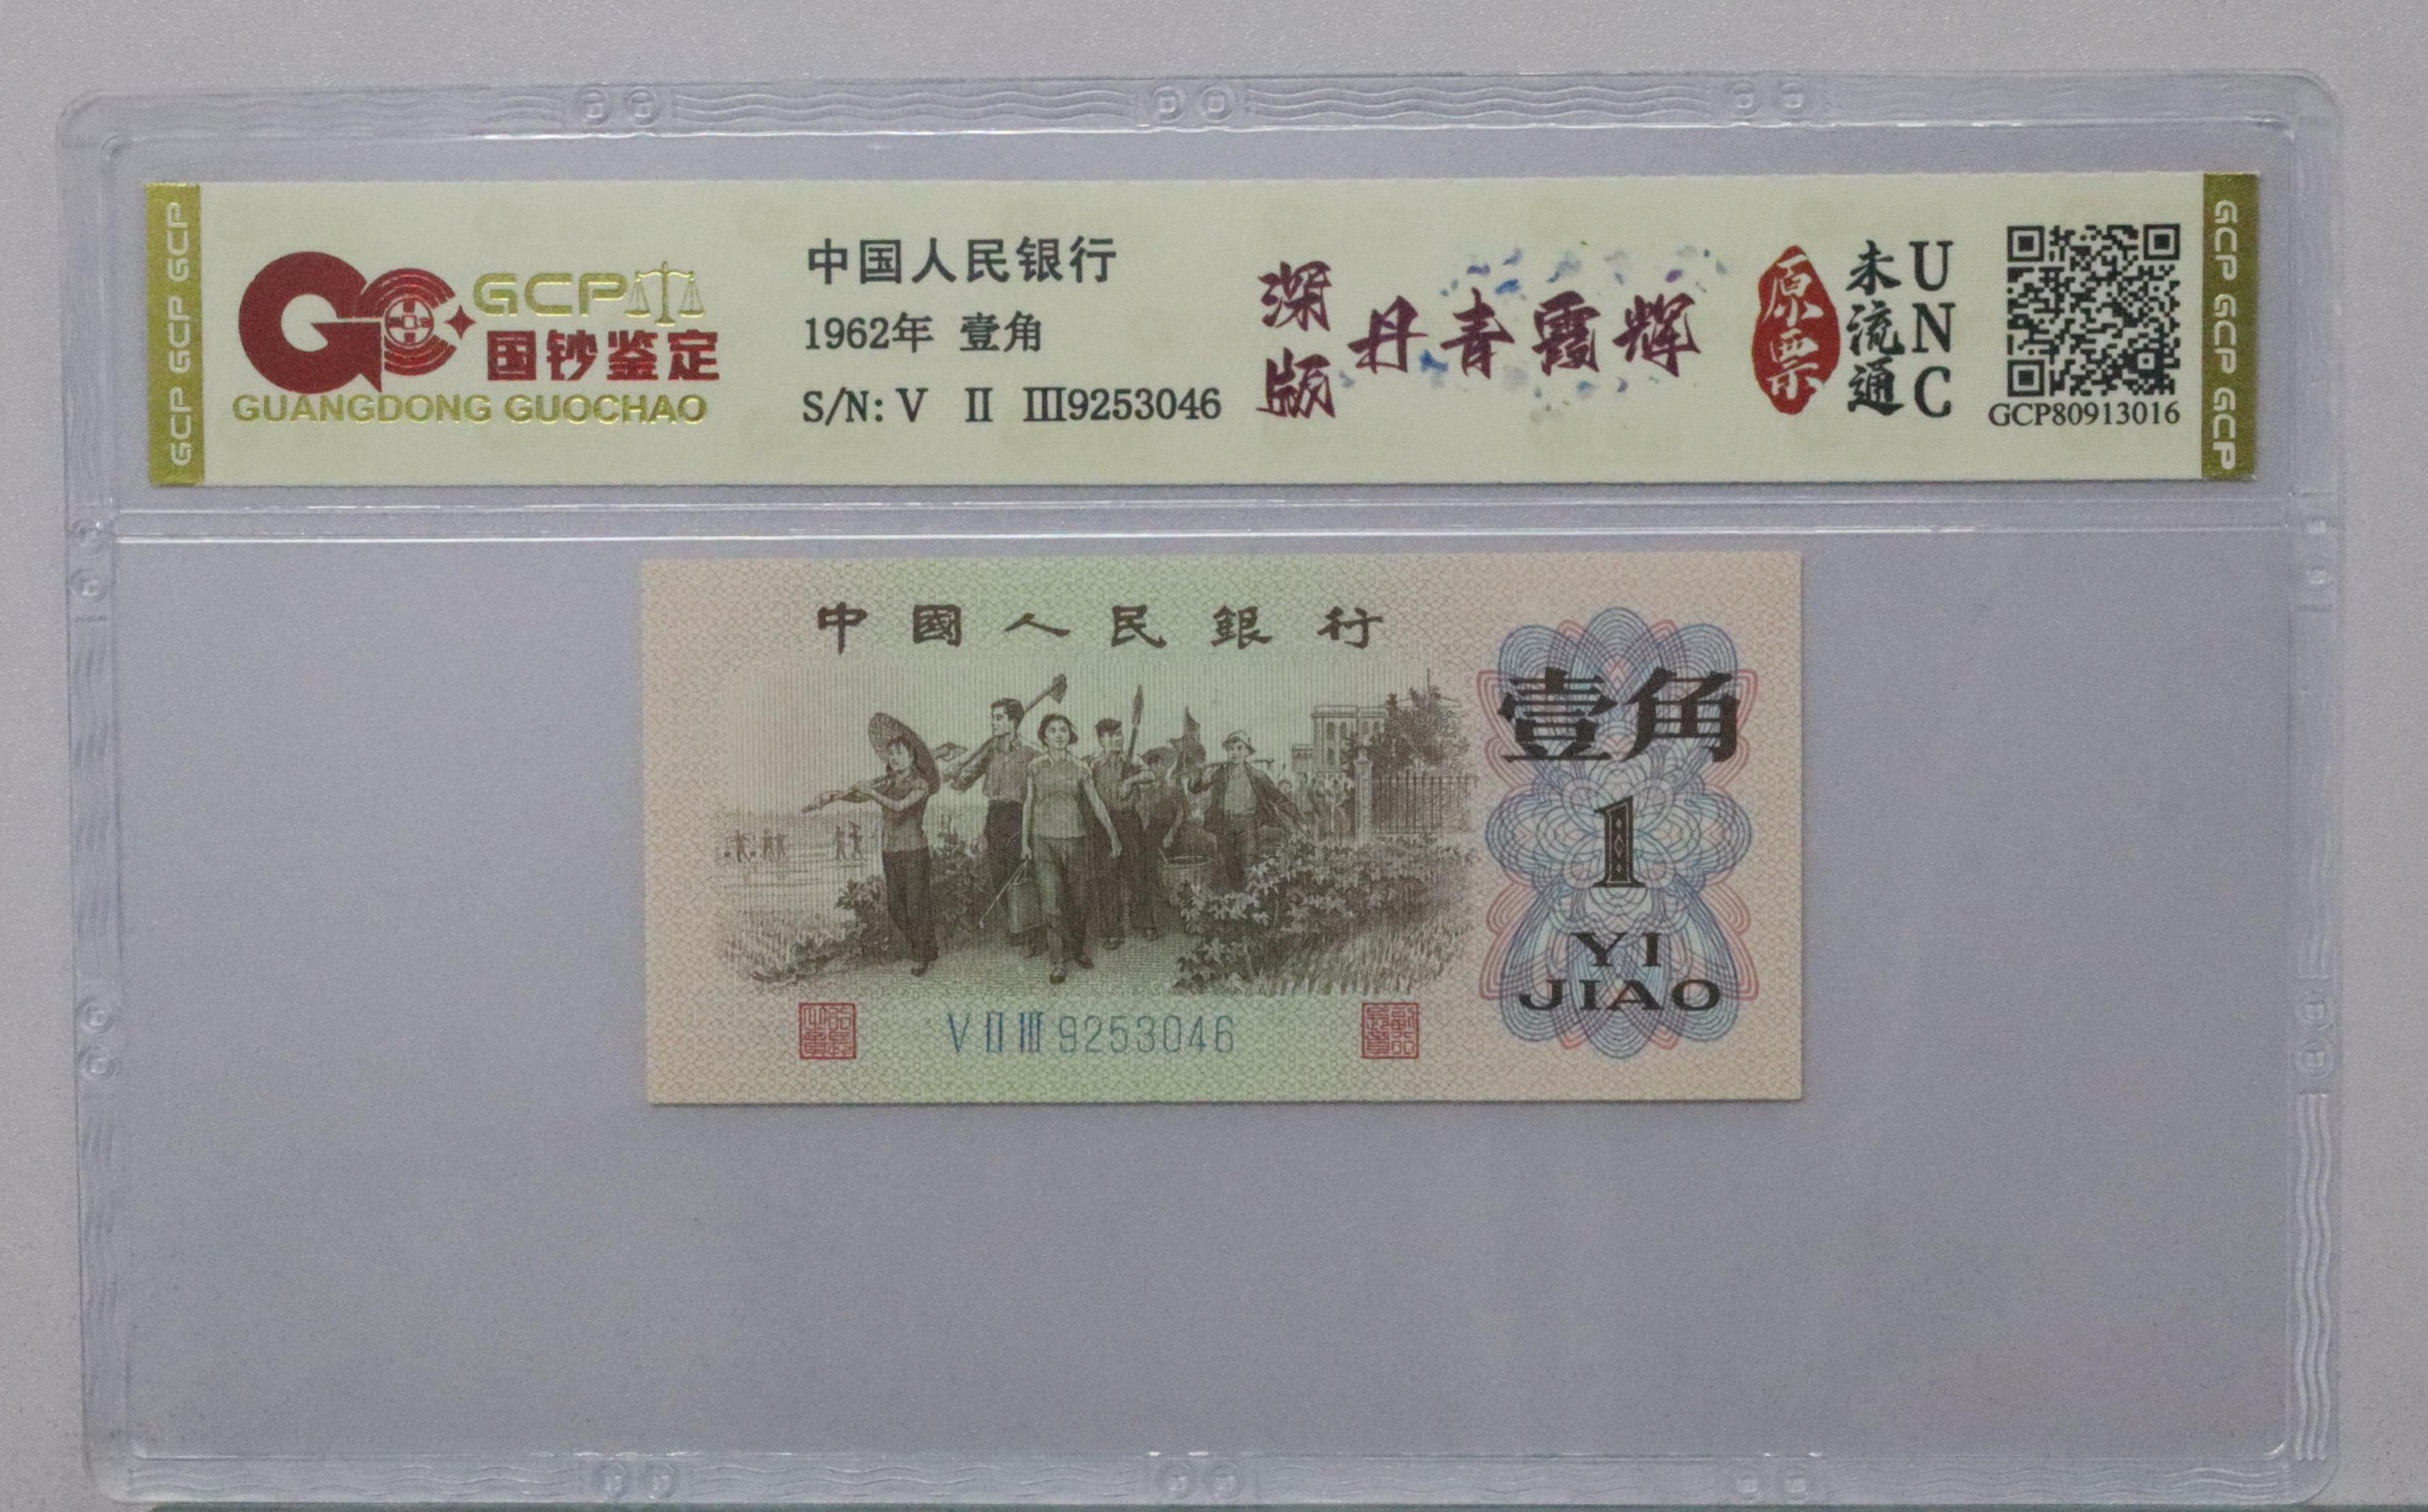 GCP GCP GCP
GCP
国钞鉴定
GUANGDONG GUOCHAO
中国人民银行
1962年 壹角
S/N: V II III9253046
深版
丹青霞辉
原票
未流通
UNC
GCP80913016
GCP GCP GCP
中國人民銀行
壹角
1
YI
JIAO
V II III 9253046